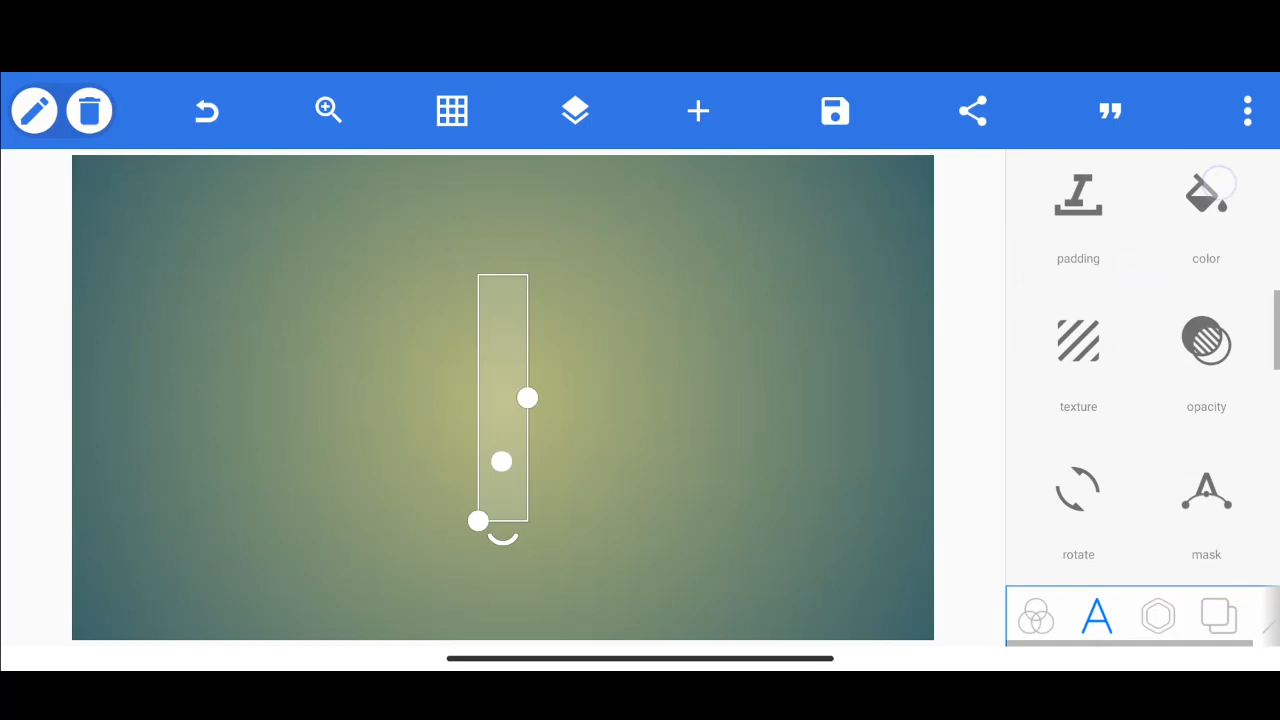 padding
color
texture
opacity
rotate
mask